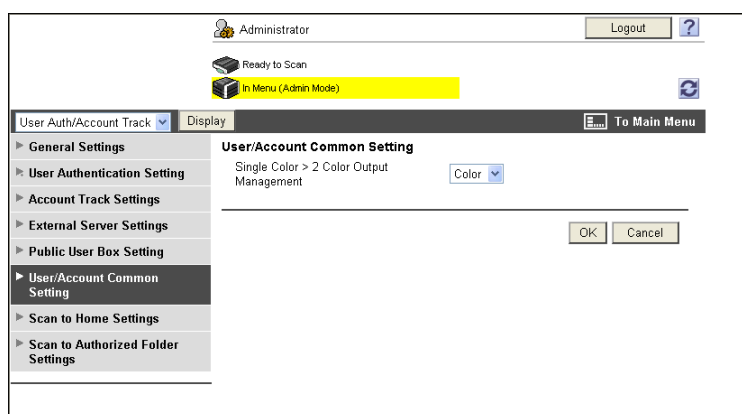 Administrator
Logout
?
Ready to Scan
In Menu (Admin Mode)
User Auth/Account Track
Display
To Main Menu
General Settings
User Authentication Setting
Account Track Settings
External Server Settings
Public User Box Setting
User/Account Common
Setting
Scan to Home Settings
Scan to Authorized Folder
Settings
User/Account Common Setting
Single Color > 2 Color Output
Management
Color
OK
Cancel